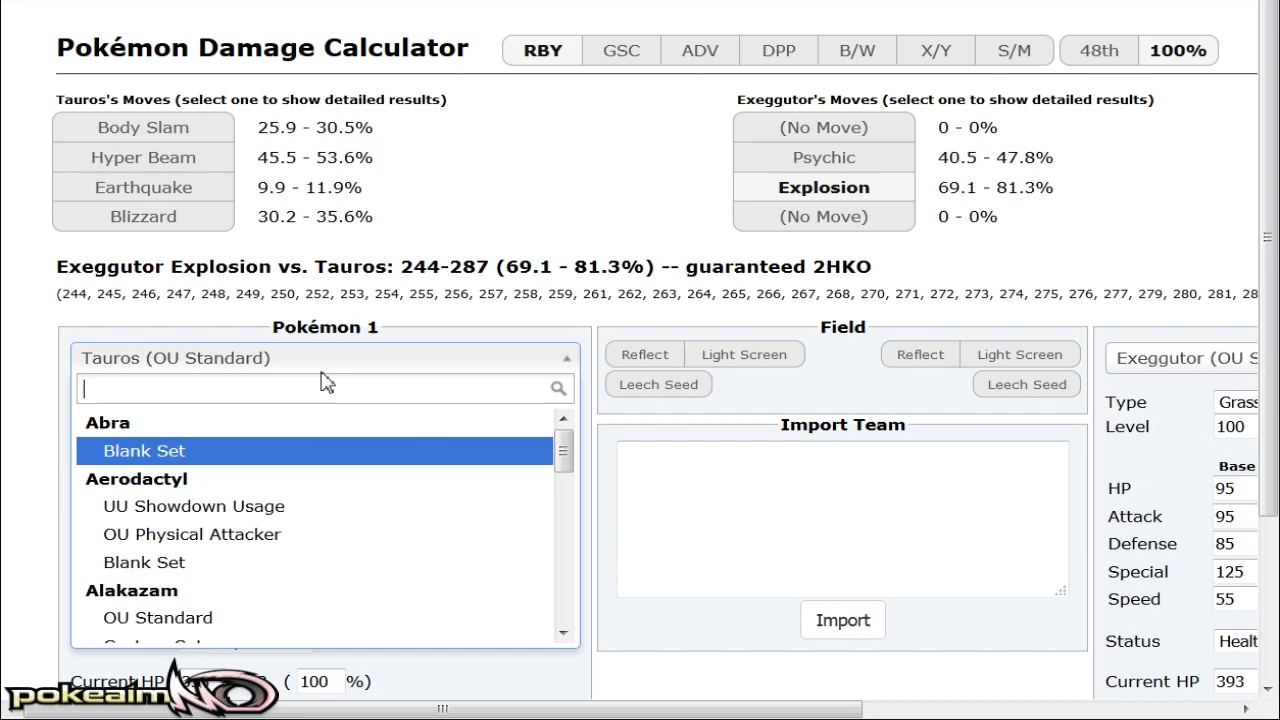 Pokémon Damage Calculator RBY GSC ADV DPP B/W X/Y S/M 48th 100%
Tauros's Moves (select one to show detailed results) Exeggutor's Moves (select one to show detailed results)
Body Slam 25.9 - 30.5% (No Move) 0 - 0%
Hyper Beam 45.5 - 53.6% Psychic 40.5 - 47.8%
Earthquake 9.9 - 11.9% Explosion 69.1 - 81.3%
Blizzard 30.2 - 35.6% (No Move) 0 - 0%
Exeggutor Explosion vs. Tauros: 244-287 (69.1 - 81.3%) -- guaranteed 2HKO
(244, 245, 246, 247, 248, 249, 250, 252, 253, 254, 255, 256, 257, 258, 259, 261, 262, 263, 264, 265, 266, 267, 268, 270, 271, 272, 273, 274, 275, 276, 277, 279, 280, 281, 28
Pokémon 1 Field
Tauros (OU Standard) Reflect Light Screen Reflect Light Screen Exeggutor (OU S
Leech Seed Leech Seed
Type Grass
Abra Import Team Level 100
Blank Set Base
Aerodactyl HP 95
UU Showdown Usage Attack 95
OU Physical Attacker Defense 85
Blank Set Special 125
Alakazam Speed 55
OU Standard Import
Status Healt
Current HP ( 100 %) Current HP 393
pokeaimMD